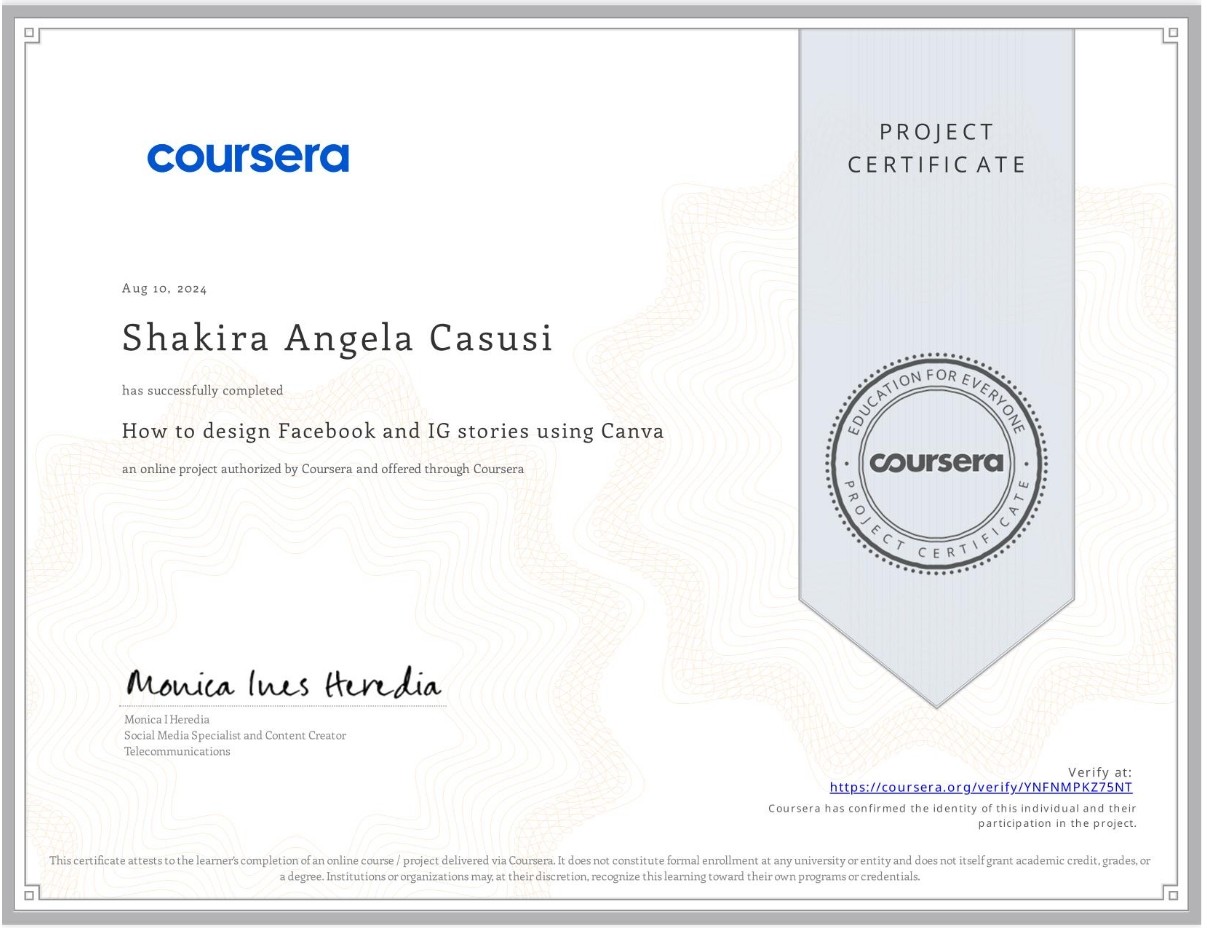 coursera
PROJECT
CERTIFICATE
Aug 10, 2024
Shakira Angela Casusi
has successfully completed
How to design Facebook and IG stories using Canva
an online project authorized by Coursera and offered through Coursera
EDUCATION FOR EVERYONE
coursera
PROJECT CERTIFICATE
Monica Ines Heredia
Monica I Heredia
Social Media Specialist and Content Creator
Telecommunications
Verify at:
https://coursera.org/verify/YNFNMPKZ75NT
Coursera has confirmed the identity of this individual and their
participation in the project.
This certificate attests to the learner's completion of an online course / project delivered via Coursera. It does not constitute formal enrollment at any university or entity and does not itself grant academic credit, grades, or
a degree. Institutions or organizations may, at their discretion, recognize this learning toward their own programs or credentials.